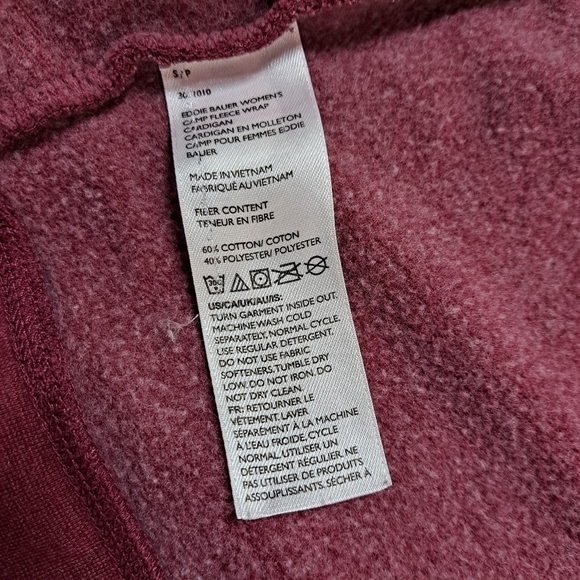 S/P
1010
EDDIE BAUER WOMEN'S
CAMP FLEECE WRAP
CARDIGAN
CARDIGAN EN MOLLETON
CAMP POUR FEMMES EDDIE
BAUER
MADE IN VIETNAM
FABRIQUÉ AU VIETNAM
FIBER CONTENT
TENEUR EN FIBRE
60% COTTON/ COTON
40% POLYESTER/ POLYESTER
30C
US/CA/UK/AU/IS:
TURN GARMENT INSIDE OUT.
MACHINE WASH COLD
SEPARATELY, NORMAL CYCLE.
USE REGULAR DETERGENT.
DO NOT USE FABRIC
SOFTENERS. TUMBLE DRY
LOW. DO NOT IRON. DO
NOT DRY CLEAN.
FR: RETOURNER LE
VÊTEMENT. LAVER
SÉPARÉMENT À LA MACHINE
À L'EAU FROIDE, CYCLE
NORMAL. UTILISER UN
DÉTERGENT RÉGULIER. NE
PAS UTILISER DE PRODUITS
ASSOUPLISSANTS. SÉCHER À